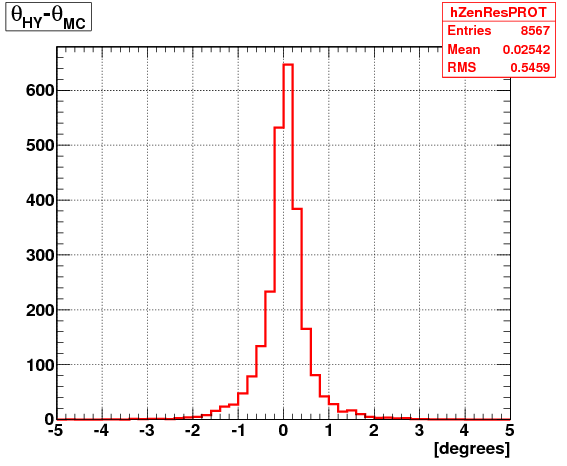 θHY-θMC
hZenResPROT
Entries 8567
Mean 0.02542
RMS 0.5459
600
500
400
300
200
100
0
-5 -4 -3 -2 -1 0 1 2 3 4 5
[degrees]